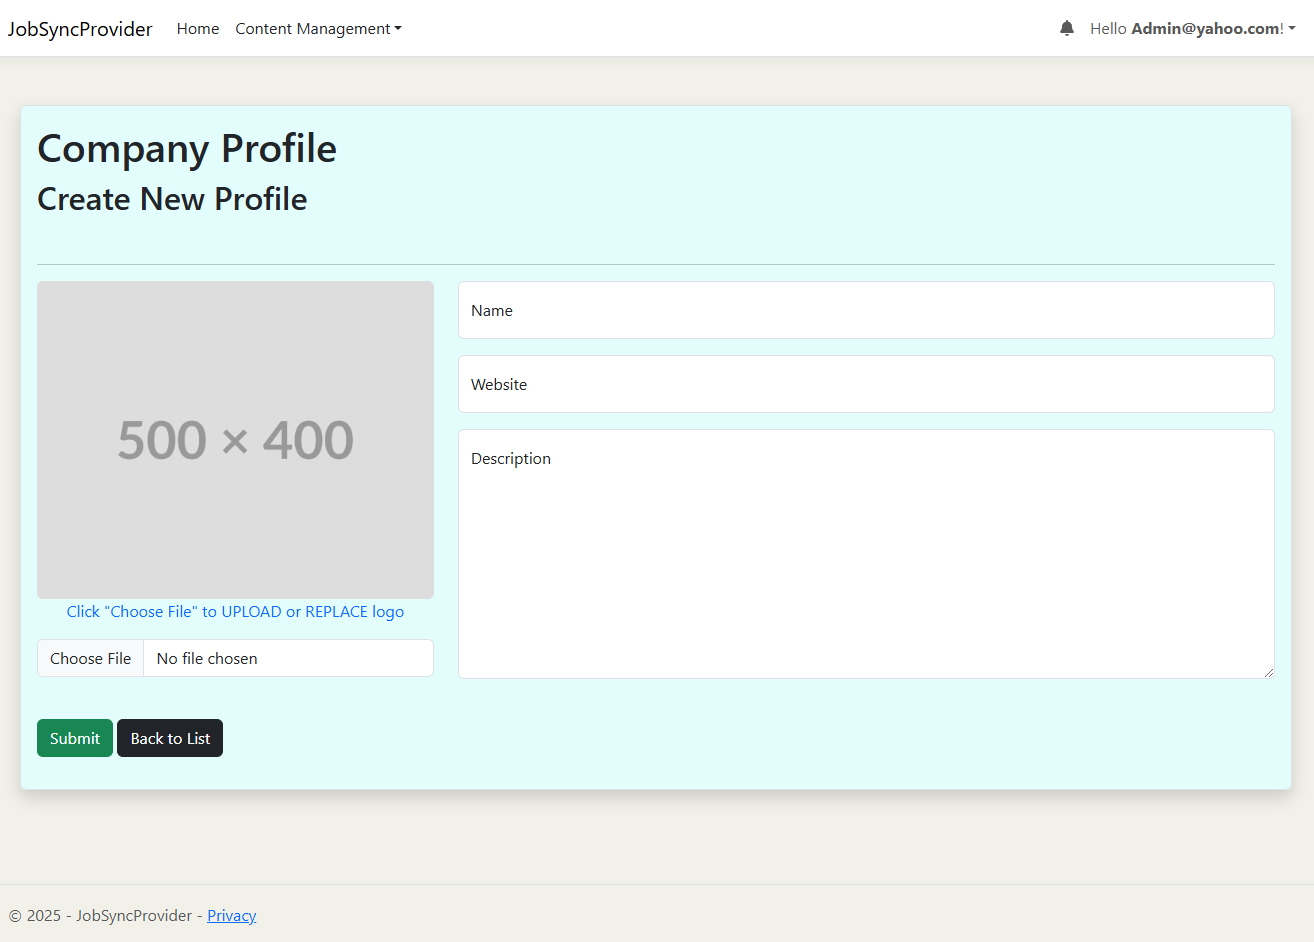 JobSyncProvider Home Content Management Hello Admin@yahoo.com!
Company Profile
Create New Profile
500 × 400
Click "Choose File" to UPLOAD or REPLACE logo
Choose File No file chosen
Name
Website
Description
Submit Back to List
© 2025 - JobSyncProvider - Privacy